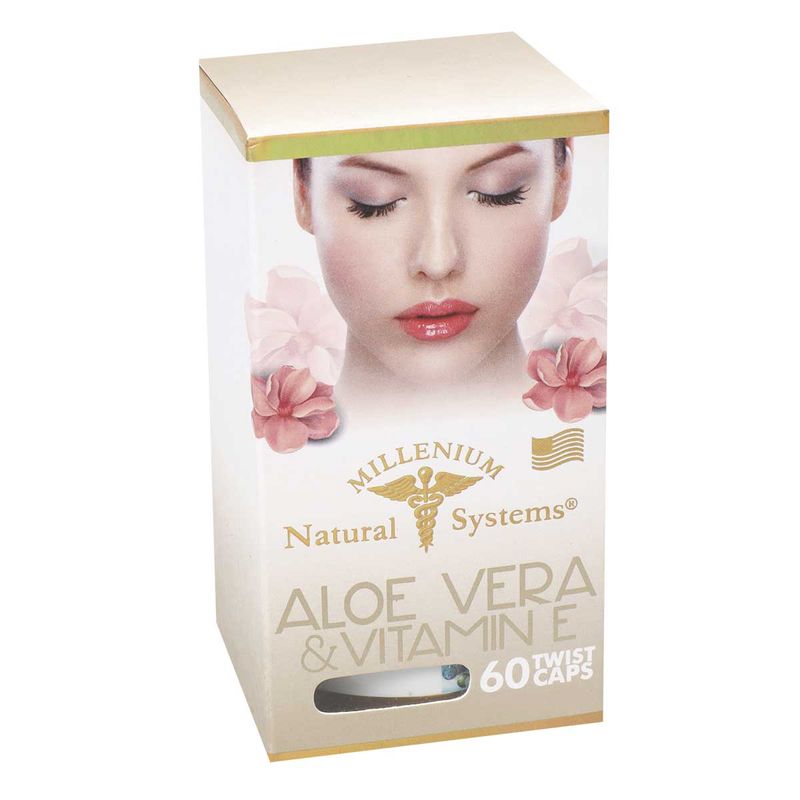 MILLENIUM
Natural Systems®
ALOE VERA
& VITAMIN E
60 TWIST
CAPS